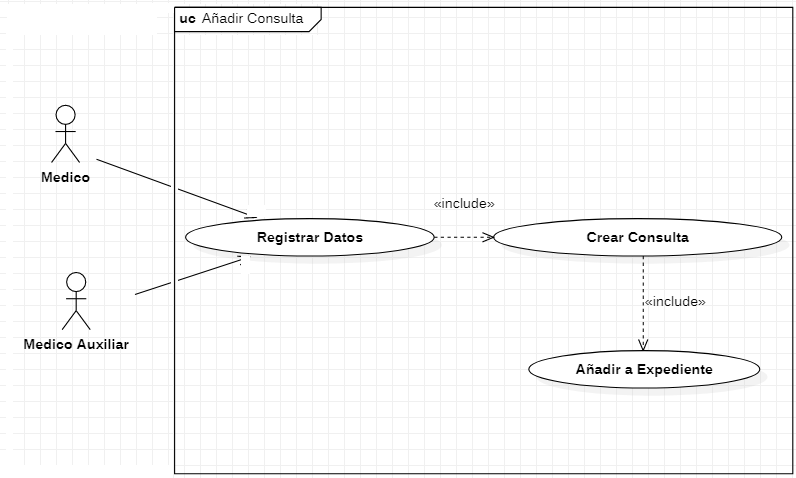 uc Añadir Consulta
Medico
«include»
Registrar Datos
Crear Consulta
«include»
Medico Auxiliar
Añadir a Expediente